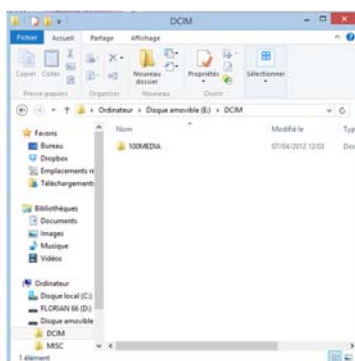 DCIM
Fichier Accueil Partage Affichage
Copier Coller Nouveau dossier Propriétés Sélectionner
Presse-papiers Organiser Nouveau Ouvrir
Ordinateur Disque amovible (E:) DCIM
Nom Modifié le Typ
100MEDIA 07/04/2012 12:03 Dos
Favoris
Bureau
Dropbox
Emplacements ré
Téléchargements
Bibliothèques
Documents
Images
Musique
Vidéos
Ordinateur
Disque local (C:)
FLORIAN 66 (D:)
Disque amovible
DCIM
MISC
1 élément